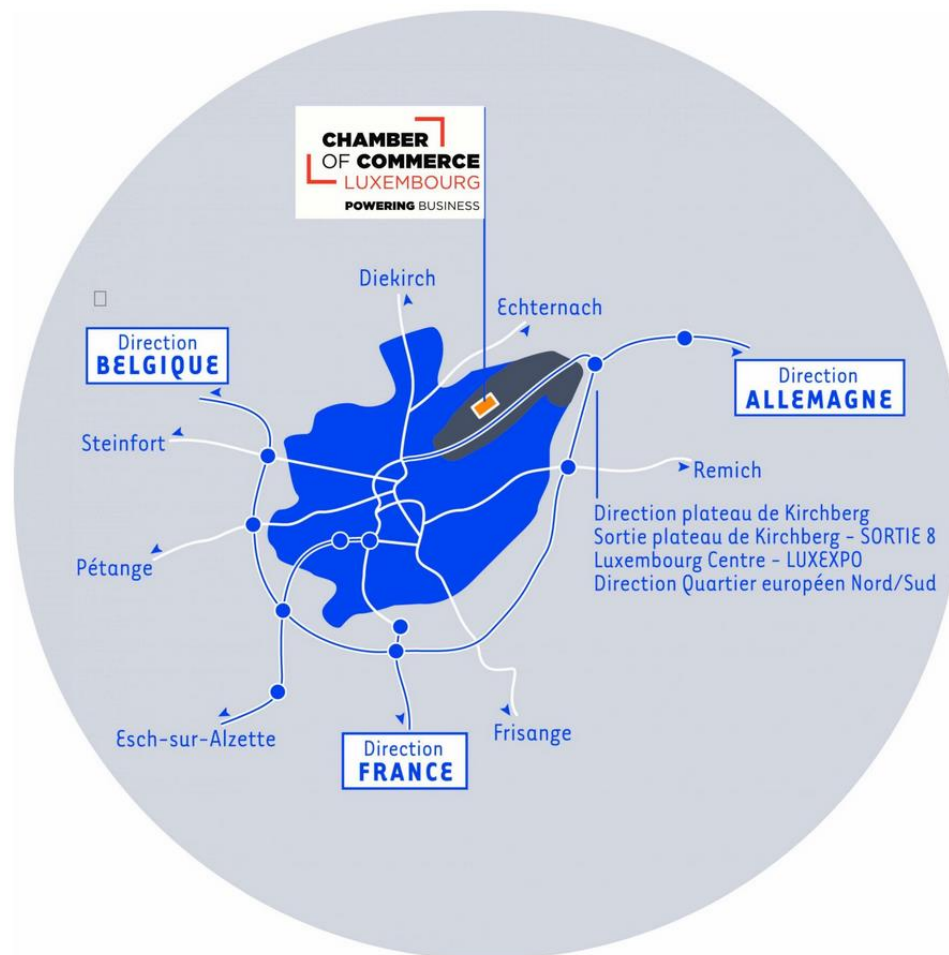 CHAMBER
OF COMMERCE
LUXEMBOURG
POWERING BUSINESS
Diekirch
Echternach
Direction
BELGIQUE
Direction
ALLEMAGNE
Steinfort
Remich
Direction plateau de Kirchberg
Sortie plateau de Kirchberg – SORTIE 8
Luxembourg Centre – LUXEXPO
Direction Quartier européen Nord/Sud
Pétange
Esch-sur-Alzette
Direction
FRANCE
Frisange